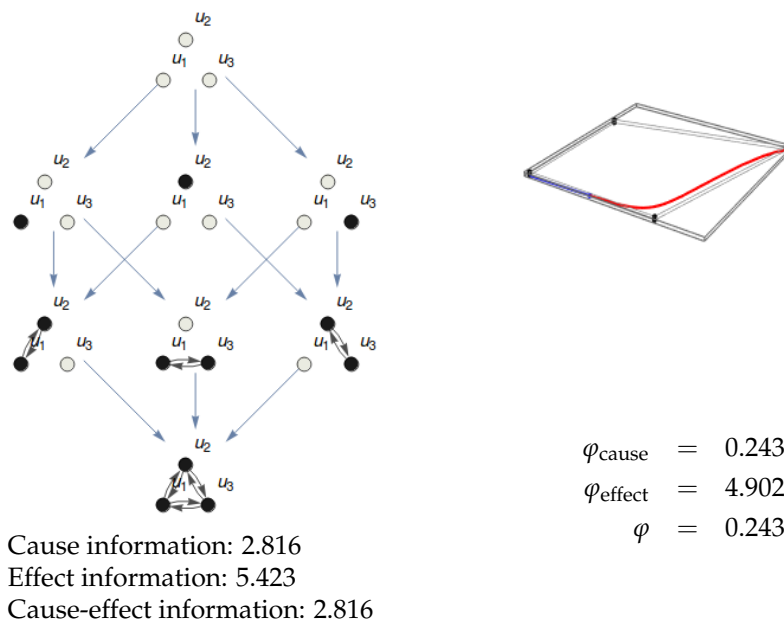 u2
u1 u3
u2 u2 u2
u1 u3 u1 u3 u1 u3
u2 u2 u2
u1 u3 u1 u3 u1 u3
u2
u1 u3
φcause = 0.243
φeffect = 4.902
φ = 0.243
Cause information: 2.816
Effect information: 5.423
Cause-effect information: 2.816